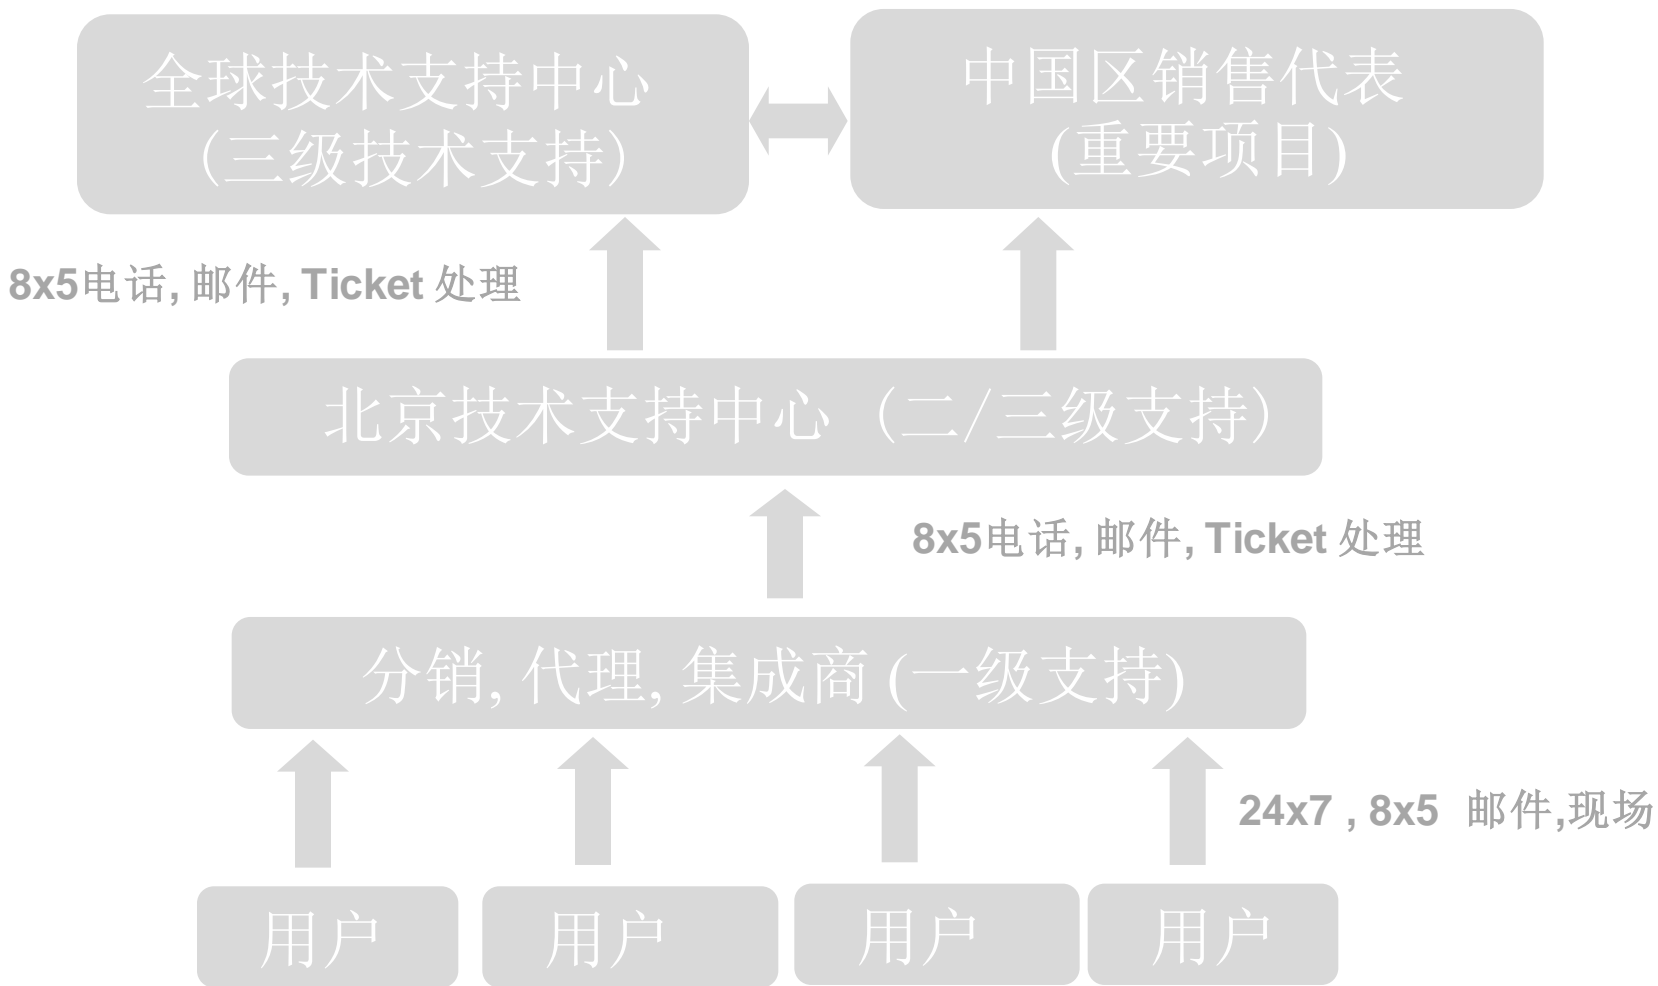 全球技术支持中心
（三级技术支持）
中国区销售代表
(重要项目)
8x5电话, 邮件, Ticket 处理
北京技术支持中心（二/三级支持）
8x5电话, 邮件, Ticket 处理
分销, 代理, 集成商 (一级支持)
24x7 , 8x5 邮件,现场
用户
用户
用户
用户